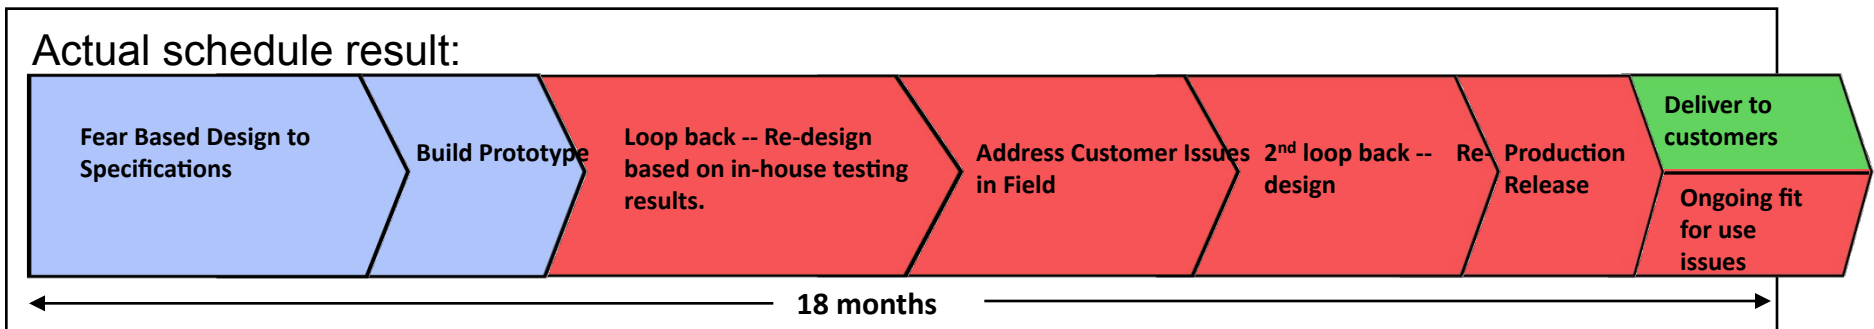 Actual schedule result:
Fear Based Design to
Specifications
Build Prototype
Loop back -- Re-design
based on in-house testing
results.
Address Customer Issues
in Field
2nd loop back -- Re-
design
Production
Release
Deliver to
customers
Ongoing fit
for use
issues
18 months